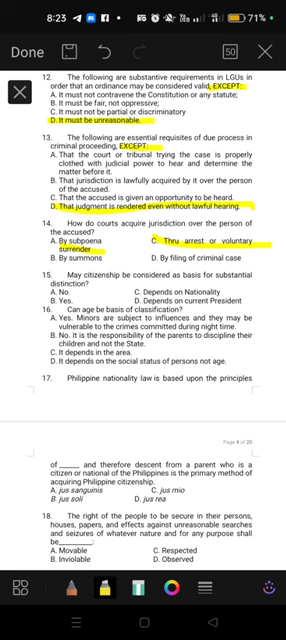 8:23
71%
Done
50
12. The following are substantive requirements in LGUs in
order that an ordinance may be considered valid, EXCEPT:
A. It must not contravene the Constitution or any statute;
B. It must be fair, not oppressive;
C. It must not be partial or discriminatory
D. It must be unreasonable.
13. The following are essential requisites of due process in
criminal proceeding, EXCEPT:
A. That the court or tribunal trying the case is properly
clothed with judicial power to hear and determine the
matter before it.
B. That jurisdiction is lawfully acquired by it over the person
of the accused.
C. That the accused is given an opportunity to be heard.
D. That judgment is rendered even without lawful hearing.
14. How do courts acquire jurisdiction over the person of
the accused?
A. By subpoena C. Thru arrest or voluntary
surrender
B. By summons D. By filing of criminal case
15. May citizenship be considered as basis for substantial
distinction?
A. No. C. Depends on Nationality
B. Yes. D. Depends on current President
16. Can age be basis of classification?
A. Yes. Minors are subject to influences and they may be
vulnerable to the crimes committed during night time.
B. No. It is the responsibility of the parents to discipline their
children and not the State.
C. It depends in the area.
D. It depends on the social status of persons not age.
17. Philippine nationality law is based upon the principles
Page 4 of 20
of _____ and therefore descent from a parent who is a
citizen or national of the Philippines is the primary method of
acquiring Philippine citizenship.
A. jus sanguinis C. jus mio
B. jus soli D. jus rea
18. The right of the people to be secure in their persons,
houses, papers, and effects against unreasonable searches
and seizures of whatever nature and for any purpose shall
be________:
A. Movable C. Respected
B. Inviolable D. Observed